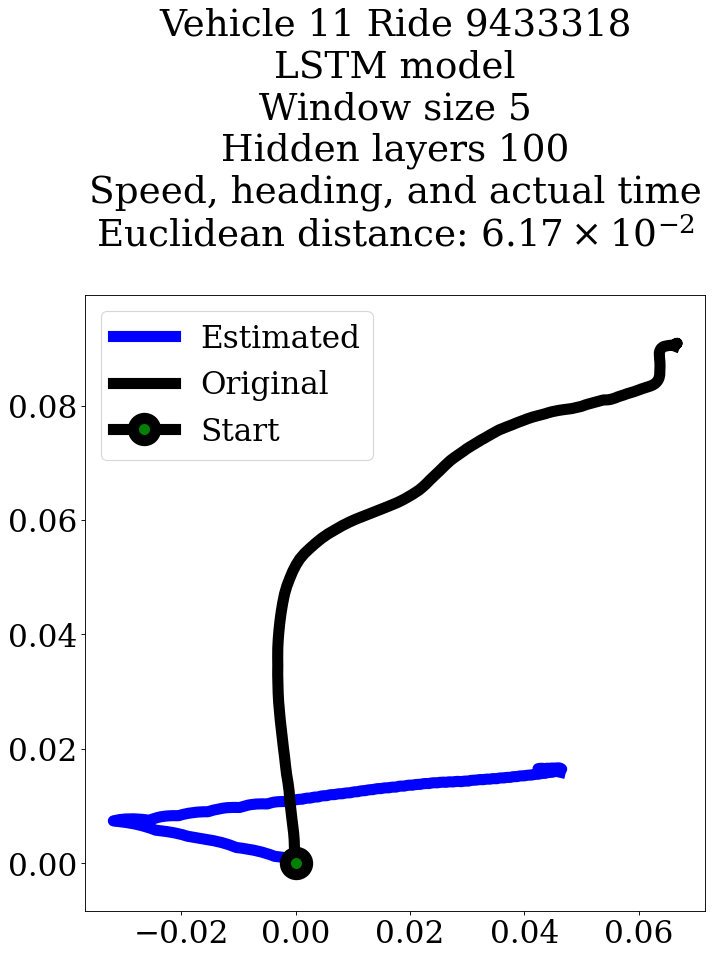 Vehicle 11 Ride 9433318
LSTM model
Window size 5
Hidden layers 100
Speed, heading, and actual time
Euclidean distance: 6.17 × 10⁻²
Estimated
Original
Start
0.08
0.06
0.04
0.02
0.00
−0.02 0.00 0.02 0.04 0.06